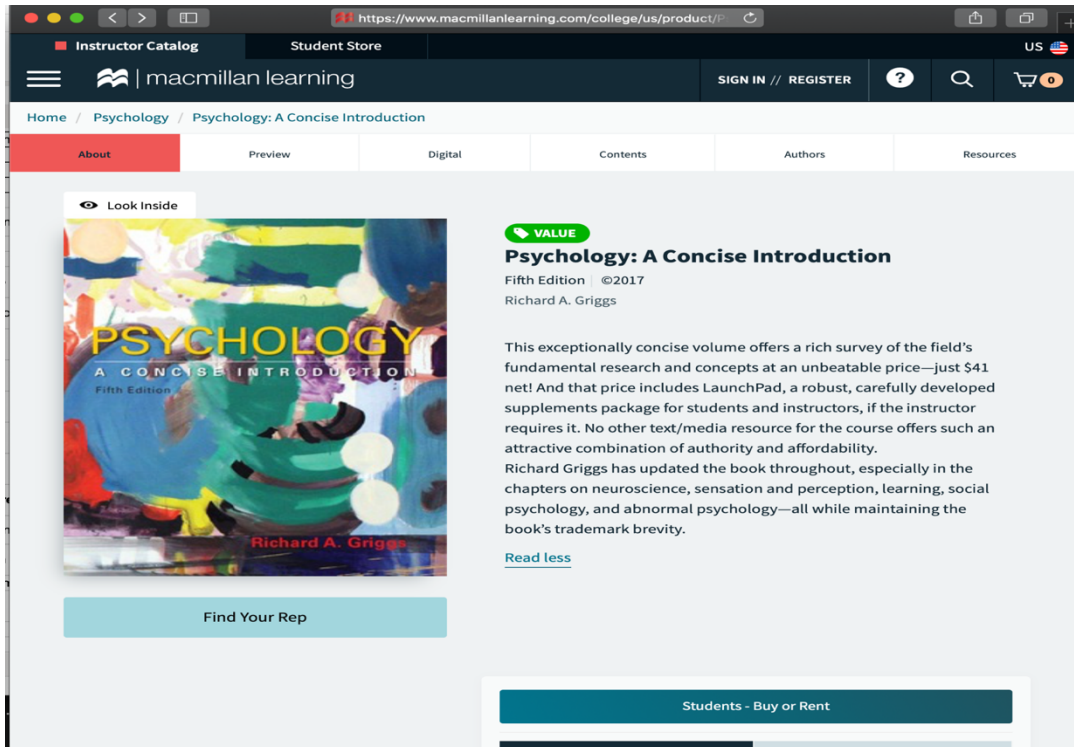 https://www.macmillanlearning.com/college/us/product/P
Instructor Catalog
Student Store
US
macmillan learning
SIGN IN // REGISTER
?
0
Home / Psychology / Psychology: A Concise Introduction
About
Preview
Digital
Contents
Authors
Resources
Look Inside
PSYCHOLOGY
A CONCISE INTRODUCTION
Fifth Edition
Richard A. Griggs
Find Your Rep
VALUE
Psychology: A Concise Introduction
Fifth Edition | ©2017
Richard A. Griggs
This exceptionally concise volume offers a rich survey of the field's
fundamental research and concepts at an unbeatable price—just $41
net! And that price includes LaunchPad, a robust, carefully developed
supplements package for students and instructors, if the instructor
requires it. No other text/media resource for the course offers such an
attractive combination of authority and affordability.
Richard Griggs has updated the book throughout, especially in the
chapters on neuroscience, sensation and perception, learning, social
psychology, and abnormal psychology—all while maintaining the
book's trademark brevity.
Read less
Students - Buy or Rent